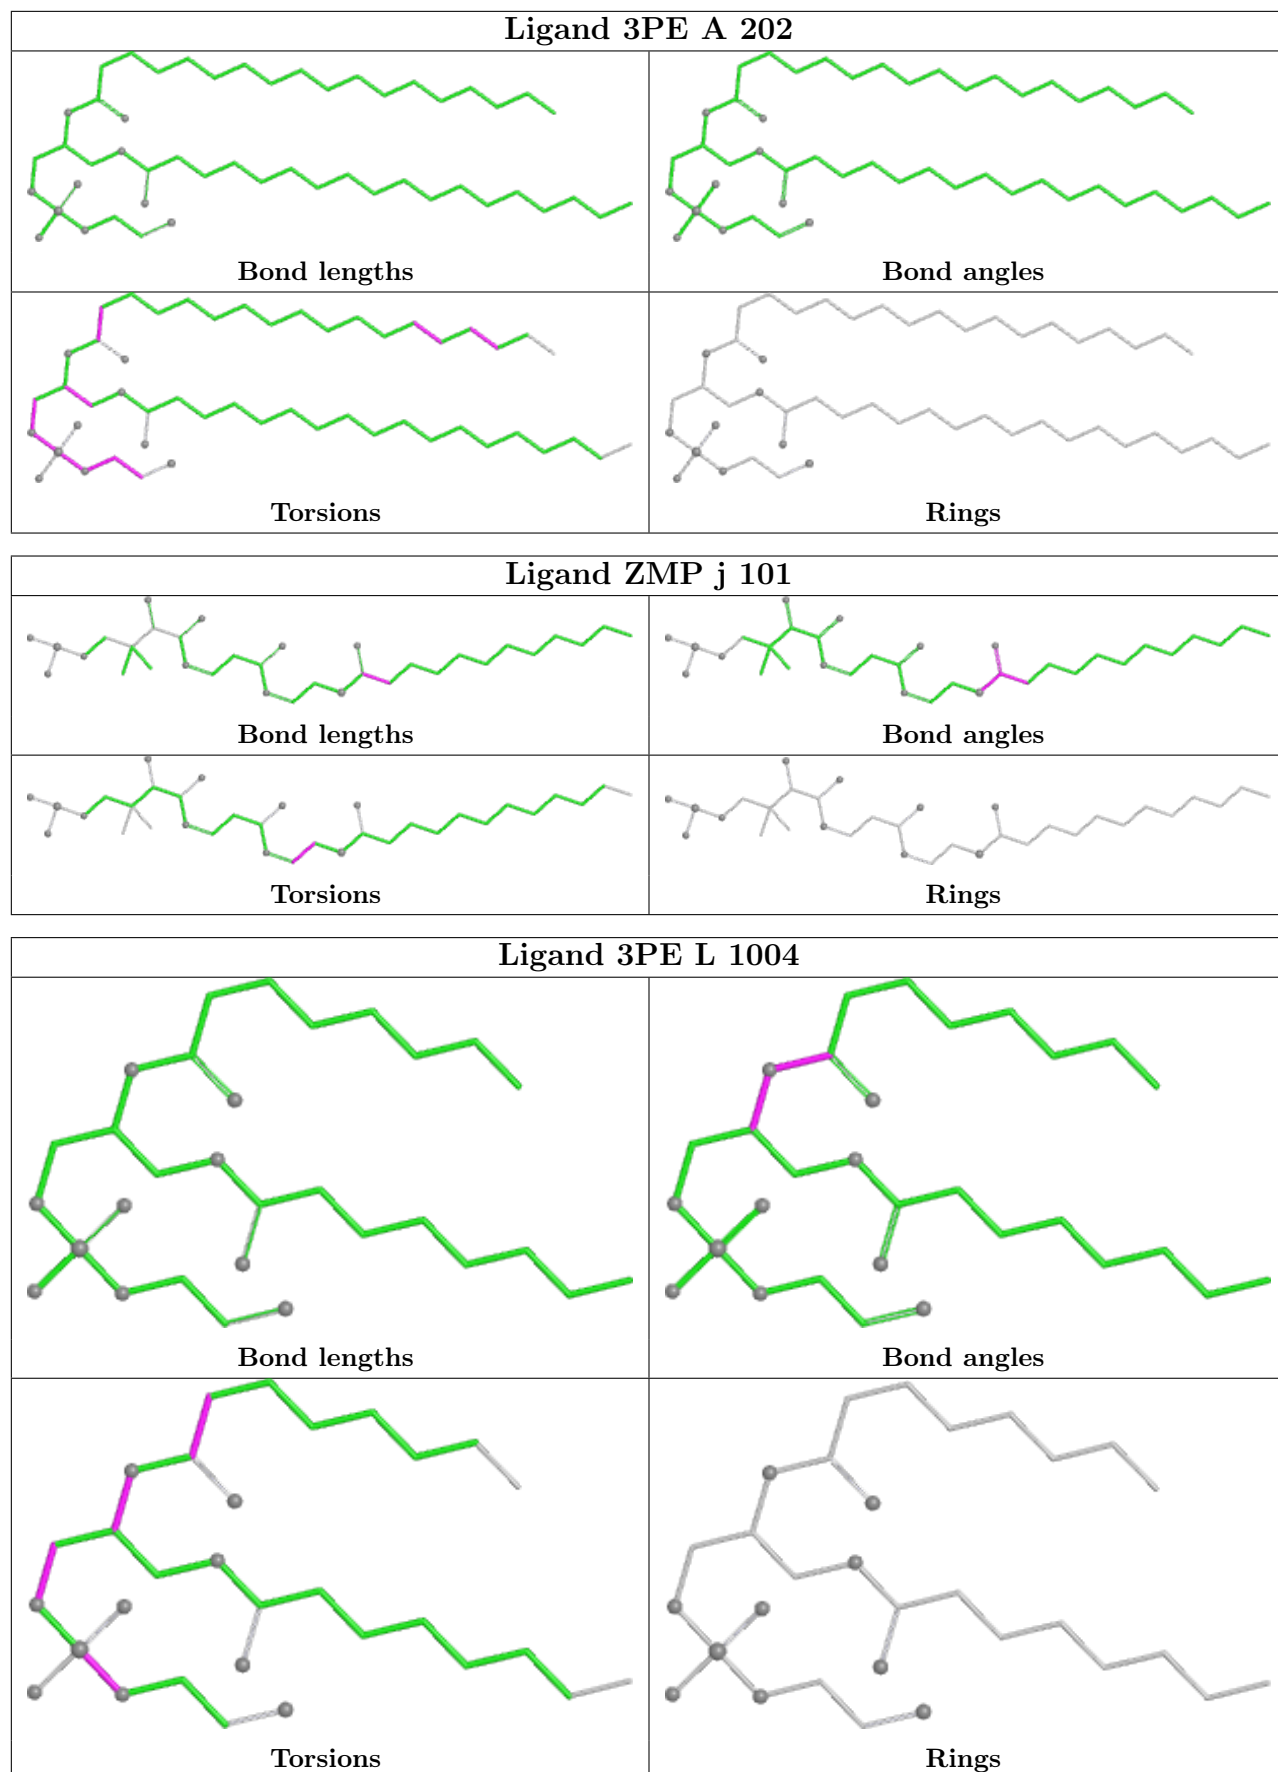 Ligand 3PE A 202
Bond lengths
Bond angles
Torsions
Rings
Ligand ZMP j 101
Bond lengths
Bond angles
Torsions
Rings
Ligand 3PE L 1004
Bond lengths
Bond angles
Torsions
Rings